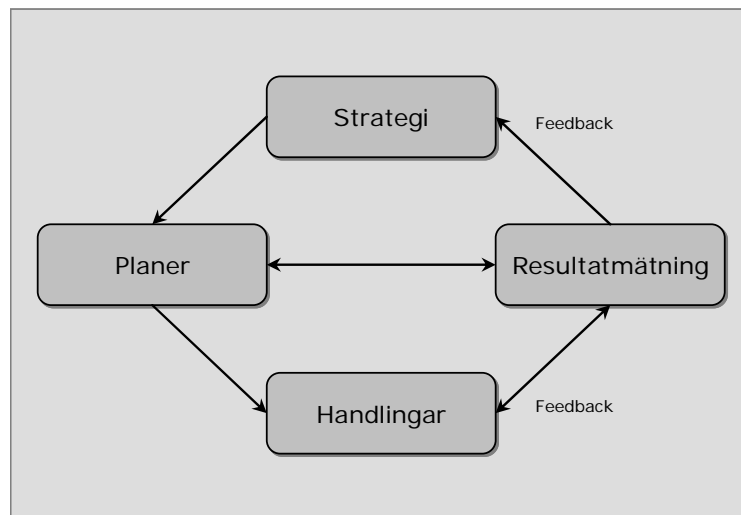 Strategi
Feedback
Planer
Resultatmätning
Handlingar
Feedback